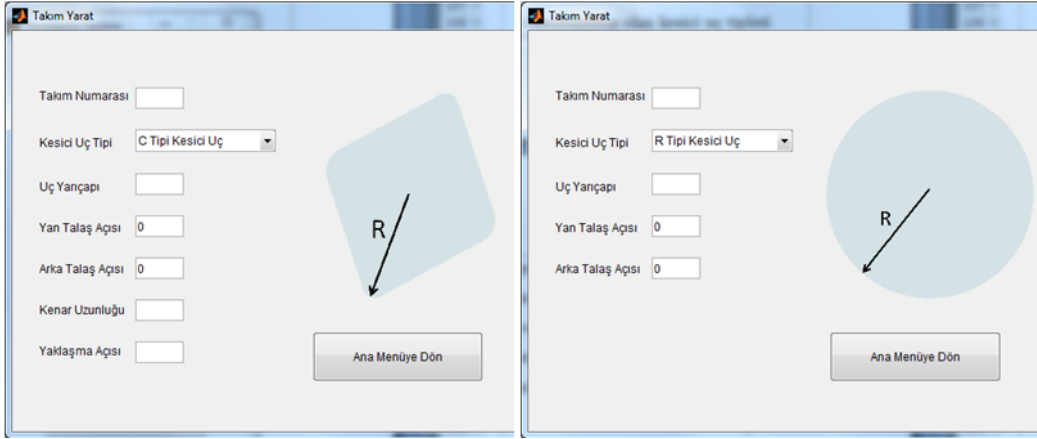 Takım Yarat
Takım Numarası
Kesici Uç Tipi C Tipi Kesici Uç
Uç Yarıçapı
Yan Talaş Açısı 0
Arka Talaş Açısı 0
Kenar Uzunluğu
Yaklaşma Açısı
R
Ana Menüye Dön
Takım Yarat
Takım Numarası
Kesici Uç Tipi R Tipi Kesici Uç
Uç Yarıçapı
Yan Talaş Açısı 0
Arka Talaş Açısı 0
R
Ana Menüye Dön